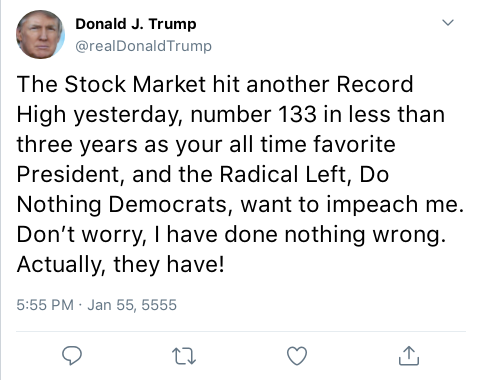 Donald J. Trump
@realDonaldTrump
The Stock Market hit another Record
High yesterday, number 133 in less than
three years as your all time favorite
President, and the Radical Left, Do
Nothing Democrats, want to impeach me.
Don’t worry, I have done nothing wrong.
Actually, they have!
5:55 PM · Jan 55, 5555